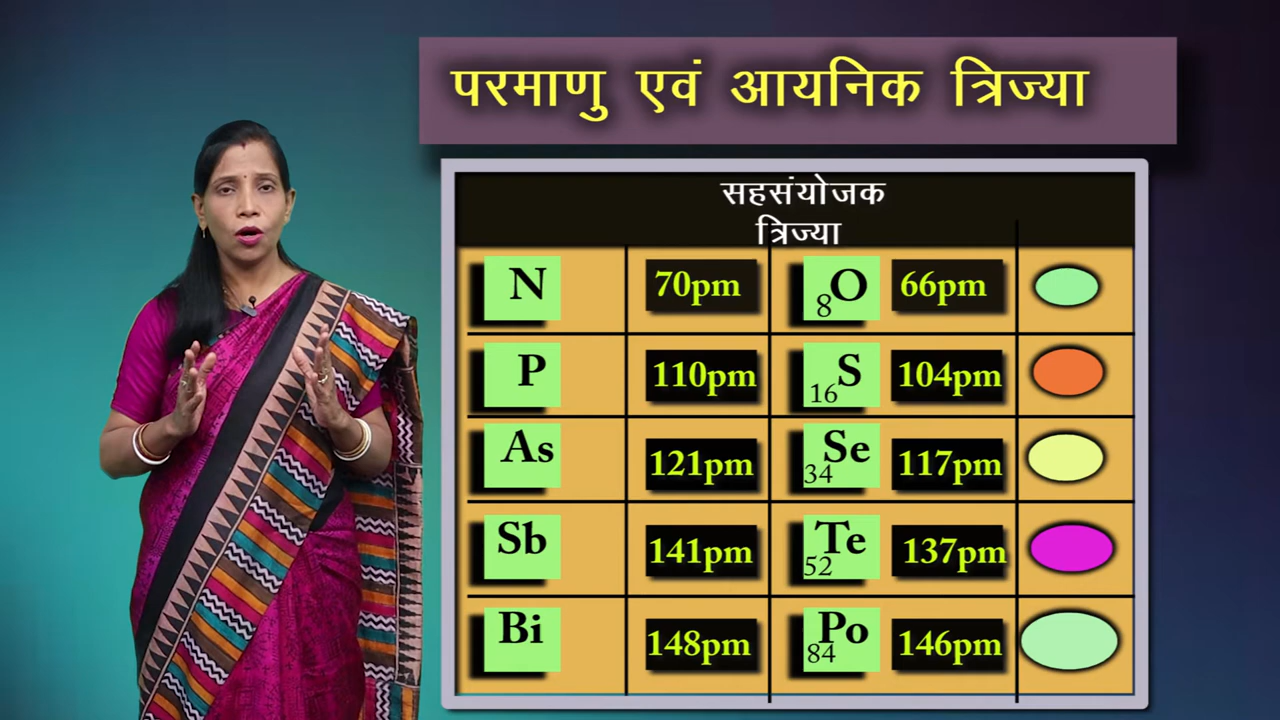 परमाणु एवं आयनिक त्रिज्या
सहसंयोजक
त्रिज्या
N 70pm 8O 66pm
P 110pm 16S 104pm
As 121pm 34Se 117pm
Sb 141pm 52Te 137pm
Bi 148pm 84Po 146pm